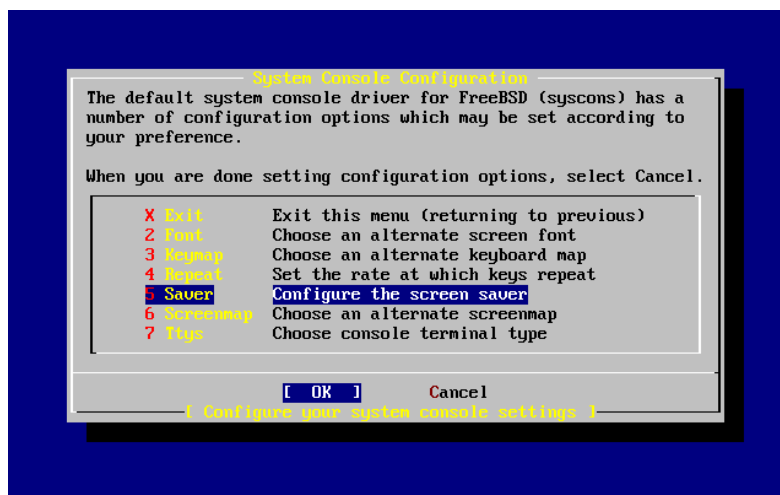 System Console Configuration
The default system console driver for FreeBSD (syscons) has a
number of configuration options which may be set according to
your preference.
When you are done setting configuration options, select Cancel.
X Exit Exit this menu (returning to previous)
2 Font Choose an alternate screen font
3 Keymap Choose an alternate keyboard map
4 Repeat Set the rate at which keys repeat
5 Saver Configure the screen saver
6 Screenmap Choose an alternate screenmap
7 Ttys Choose console terminal type
[ OK ] Cancel
[ Configure your system console settings ]